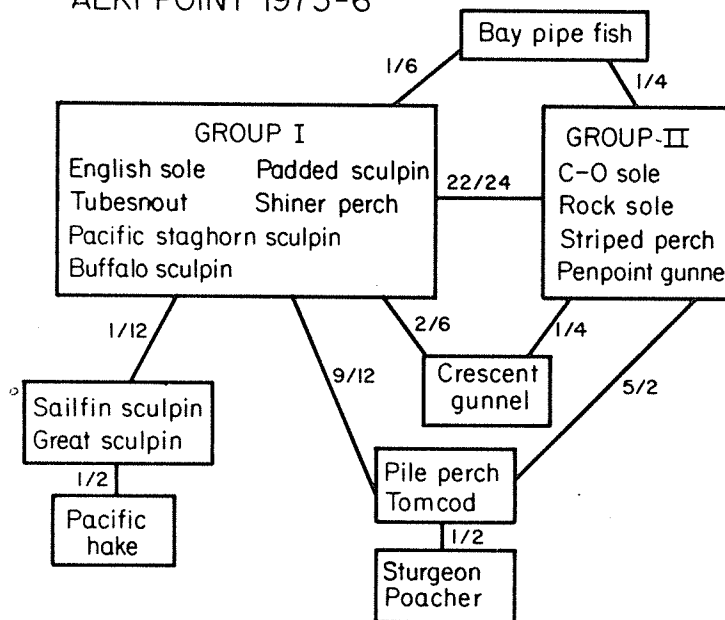 POINT 1975-6
Bay pipe fish
1/6
1/4
GROUP I
English sole Padded sculpin
Tubesnout Shiner perch
Pacific staghorn sculpin
Buffalo sculpin
22/24
GROUP-II
C-O sole
Rock sole
Striped perch
Penpoint gunne
1/12
9/12
2/6
1/4
5/2
Crescent
gunnel
Sailfin sculpin
Great sculpin
1/2
Pacific
hake
Pile perch
Tomcod
1/2
Sturgeon
Poacher